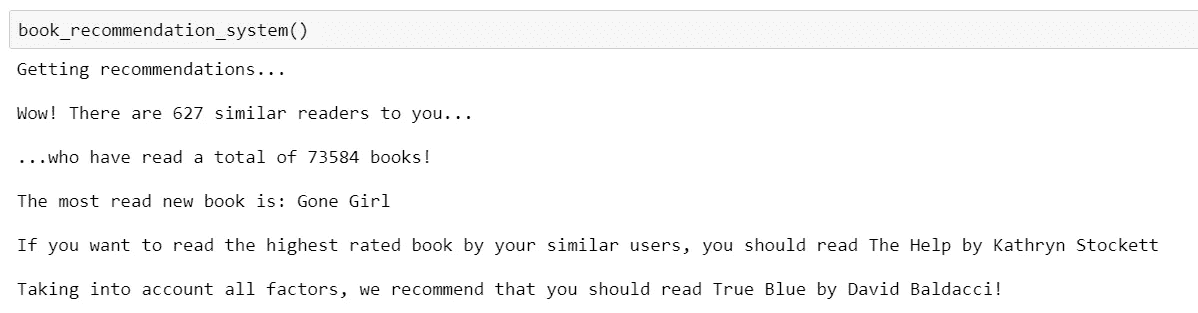 book_recommendation_system()
Getting recommendations...
Wow! There are 627 similar readers to you...
...who have read a total of 73584 books!
The most read new book is: Gone Girl
If you want to read the highest rated book by your similar users, you should read The Help by Kathryn Stockett
Taking into account all factors, we recommend that you should read True Blue by David Baldacci!